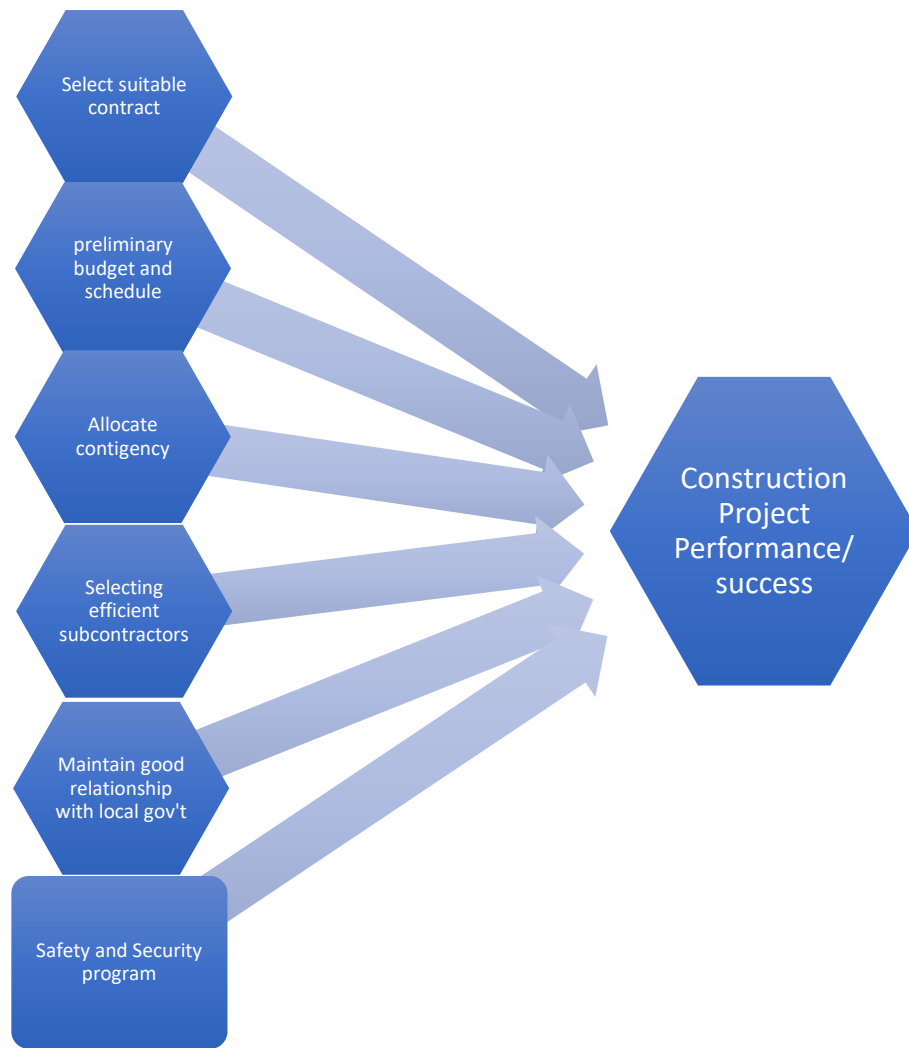 Select suitable
contract
preliminary
budget and
schedule
Allocate
contigency
Selecting
efficient
subcontractors
Maintain good
relationship
with local gov't
Safety and Security
program
Construction
Project
Performance/
success